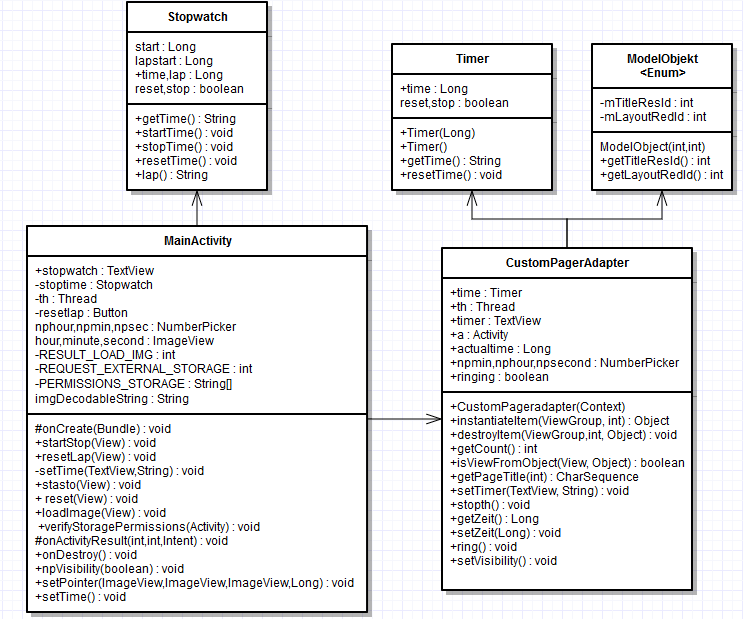 Stopwatch
start : Long
lapstart : Long
+time,lap : Long
reset,stop : boolean
+getTime() : String
+startTime() : void
+stopTime() : void
+resetTime() : void
+lap() : String
Timer
+time : Long
reset,stop : boolean
+Timer(Long)
+Timer()
+getTime() : String
+resetTime() : void
ModelObjekt
<Enum>
-mTitleResId : int
-mLayoutRedId : int
ModelObject(int,int)
+getTitleResId() : int
+getLayoutRedId() : int
MainActivity
+stopwatch : TextView
-stoptime : Stopwatch
-th : Thread
-resetlap : Button
nphour,npmin,npsec : NumberPicker
hour,minute,second : ImageView
-RESULT_LOAD_IMG : int
-REQUEST_EXTERNAL_STORAGE : int
-PERMISSIONS_STORAGE : String[]
imgDecodableString : String
#onCreate(Bundle) : void
+startStop(View) : void
+resetLap(View) : void
-setTime(TextView,String) : void
+stasto(View) : void
+ reset(View) : void
+loadImage(View) : void
+verifyStoragePermissions(Activity) : void
#onActivityResult(int,int,Intent) : void
+onDestroy() : void
+npVisibility(boolean) : void
+setPointer(ImageView,ImageView,ImageView,Long) : void
+setTime() : void
CustomPagerAdapter
+time : Timer
+th : Thread
+timer : TextView
+a : Activity
+actualtime : Long
+npmin,nphour,npsecond : NumberPicker
+ringing : boolean
+CustomPageradapter(Context)
+instantiateItem(ViewGroup, int) : Object
+destroyItem(ViewGroup,int, Object) : void
+getCount() : int
+isViewFromObject(View, Object) : boolean
+getPageTitle(int) : CharSequence
+setTimer(TextView, String) : void
+stopth() : void
+getZeit() : Long
+setZeit(Long) : void
+ring() : void
+setVisibility() : void